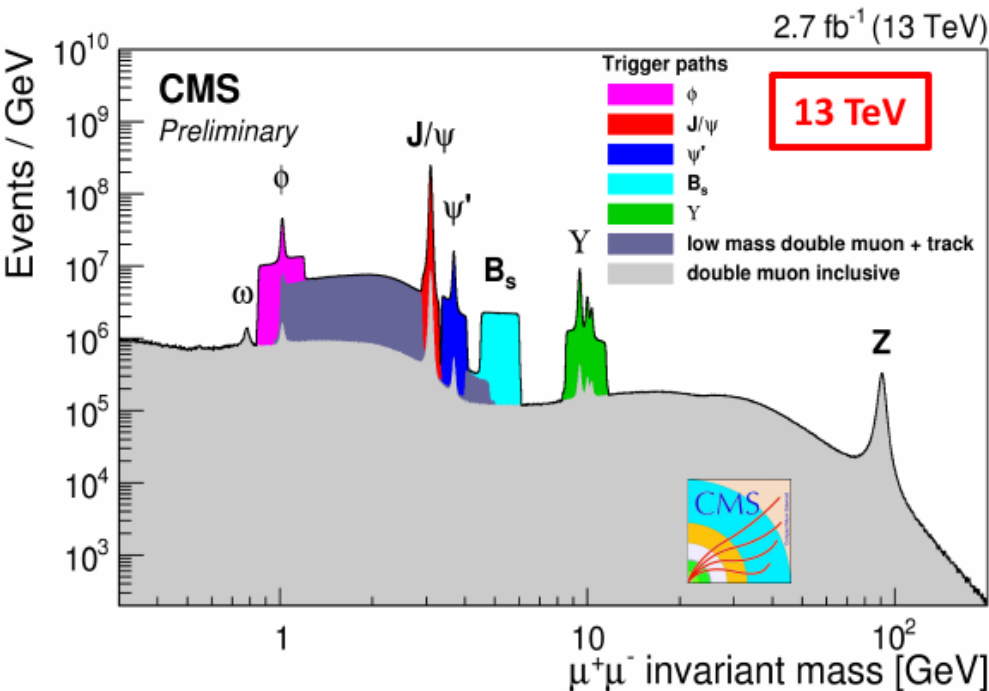 2.7 fb⁻¹ (13 TeV)
Events / GeV
10¹⁰
10⁹
10⁸
10⁷
10⁶
10⁵
10⁴
10³
CMS
Preliminary
ω
ϕ
J/ψ
ψ'
Bₛ
Υ
Z
Trigger paths
ϕ
J/ψ
ψ'
Bₛ
Υ
low mass double muon + track
double muon inclusive
13 TeV
CMS
1
10
10²
μ⁺μ⁻ invariant mass [GeV]